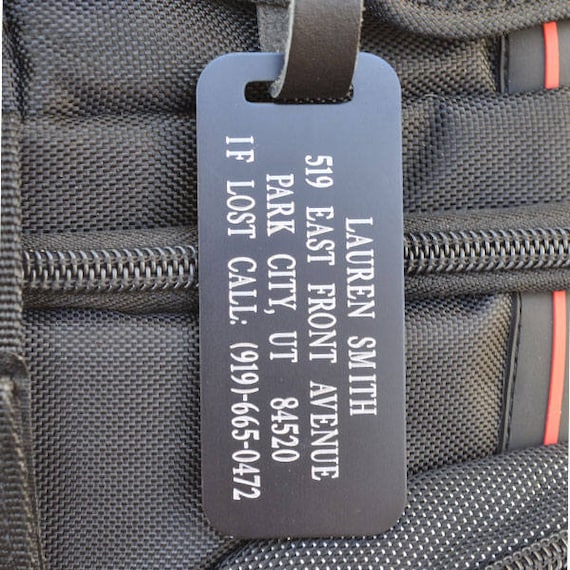 LAUREN SMITH
519 EAST FRONT AVENUE
PARK CITY, UT 84520
IF LOST CALL: (919)-665-0472